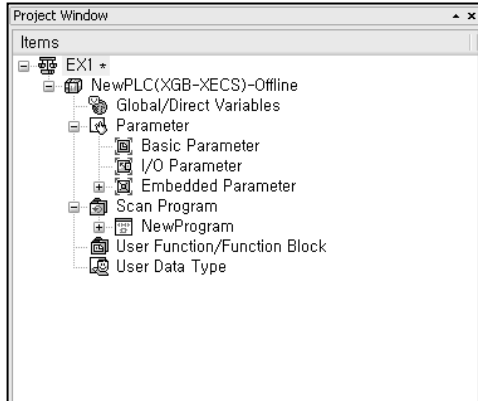 Project Window
Items
EX1 *
NewPLC(XGB-XECS)-Offline
Global/Direct Variables
Parameter
Basic Parameter
I/O Parameter
Embedded Parameter
Scan Program
NewProgram
User Function/Function Block
User Data Type